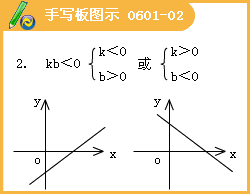 手写板图示 0601-02
2. kb＜0 { k＜0 b＞0 或 { k＞0 b＜0
y y
o x o x